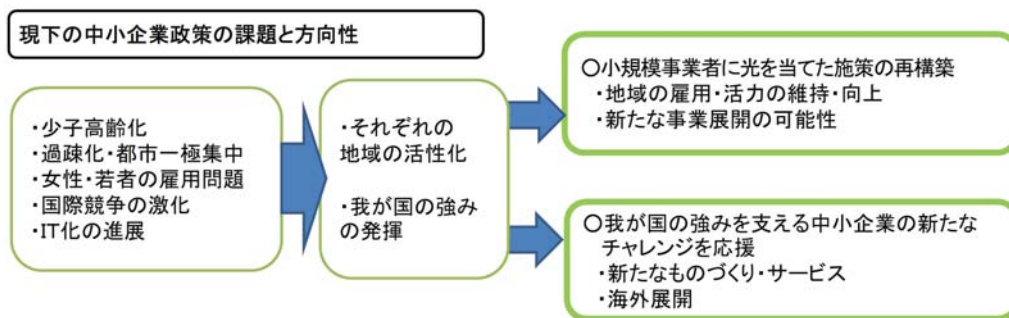 現下の中小企業政策の課題と方向性
・少子高齢化
・過疎化・都市一極集中
・女性・若者の雇用問題
・国際競争の激化
・IT化の進展
・それぞれの
地域の活性化
・我が国の強み
の発揮
○小規模事業者に光を当てた施策の再構築
・地域の雇用・活力の維持・向上
・新たな事業展開の可能性
○我が国の強みを支える中小企業の新たな
チャレンジを応援
・新たなものづくり・サービス
・海外展開